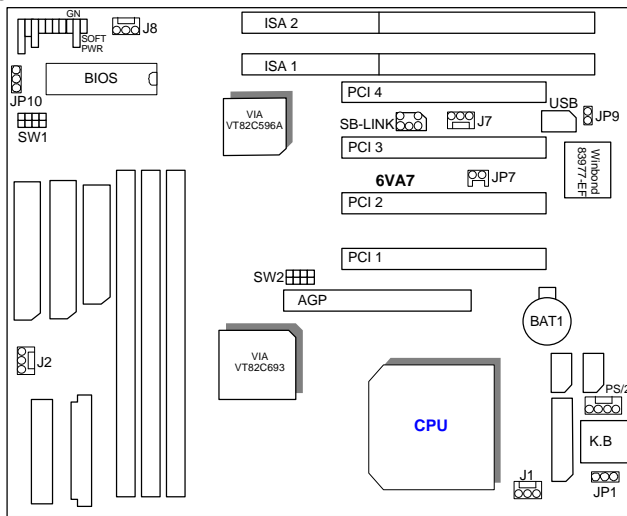 GN
J8
SOFT
PWR
ISA 2
ISA 1
BIOS
JP10
SW1
VIA
VT82C596A
PCI 4
SB-LINK
J7
USB
JP9
PCI 3
Winbond
83977-EF
6VA7
JP7
PCI 2
PCI 1
SW2
AGP
BAT1
VIA
VT82C693
J2
CPU
PS/2
K.B
J1
JP1